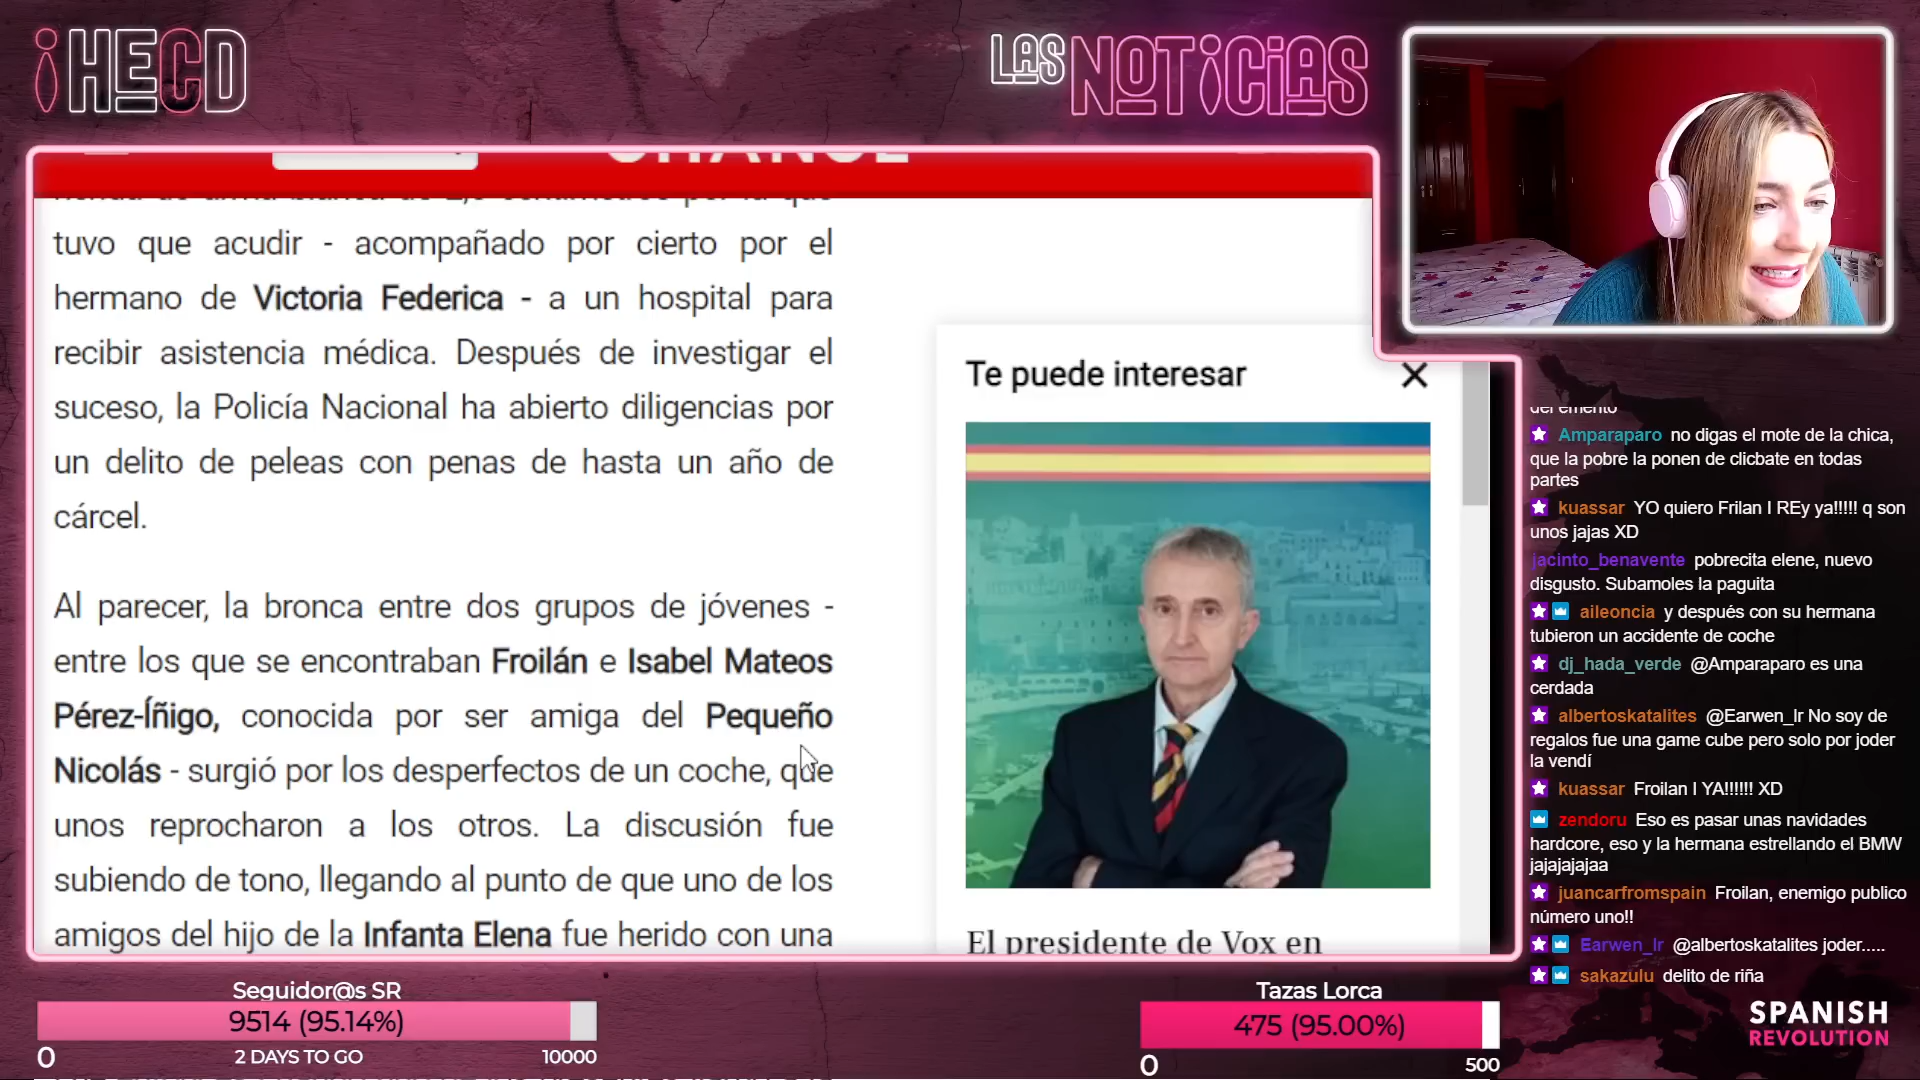 ¡HECD
LAS NOTICIAS
tuvo que acudir - acompañado por cierto por el
hermano de Victoria Federica - a un hospital para
recibir asistencia médica. Después de investigar el
suceso, la Policía Nacional ha abierto diligencias por
un delito de peleas con penas de hasta un año de
cárcel.
Al parecer, la bronca entre dos grupos de jóvenes -
entre los que se encontraban Froilán e Isabel Mateos
Pérez-Íñigo, conocida por ser amiga del Pequeño
Nicolás - surgió por los desperfectos de un coche, que
unos reprocharon a los otros. La discusión fue
subiendo de tono, llegando al punto de que uno de los
amigos del hijo de la Infanta Elena fue herido con una
Te puede interesar
El presidente de Vox en
Amparaparo no digas el mote de la chica,
que la pobre la ponen de clicbate en todas
partes
kuassar YO quiero Frilan I REy ya!!!!! q son
unos jajas XD
jacinto_benavente pobrecita elene, nuevo
disgusto. Subamoles la paguita
aileoncia y después con su hermana
tubieron un accidente de coche
dj_hada_verde @Amparaparo es una
cerdada
albertoskatalites @Earwen_lr No soy de
regalos fue una game cube pero solo por joder
la vendí
kuassar Froilan I YA!!!!!! XD
zendoru Eso es pasar unas navidades
hardcore, eso y la hermana estrellando el BMW
jajajajajaa
juancarfromspain Froilan, enemigo publico
número uno!!
Earwen_lr @albertoskatalites joder.....
sakazulu delito de riña
Seguidor@s SR
9514 (95.14%)
0
2 DAYS TO GO
10000
Tazas Lorca
475 (95.00%)
0
500
SPANISH
REVOLUTION